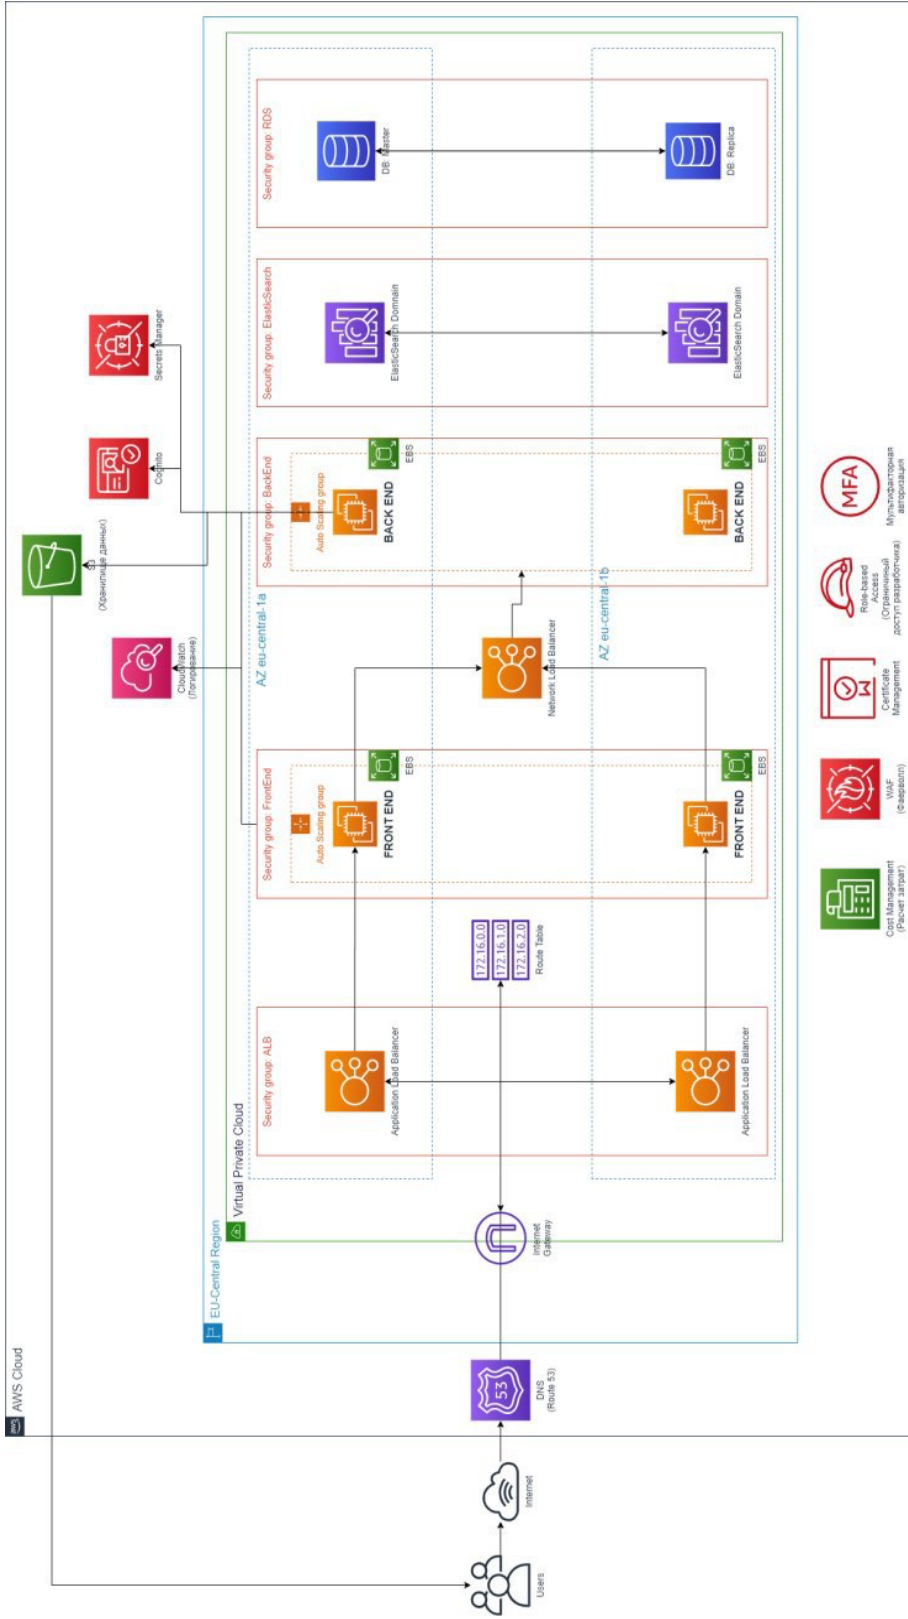 AWS Cloud
Users
Internet
DNS
(Route 53)
EU-Central Region
Virtual Private Cloud
Internet
Gateway
S3
(Хранилище данных)
CloudWatch
(Логирование)
Cognito
Secrets Manager
AZ eu-central-1a
AZ eu-central-1b
Security group: ALB
Application Load Balancer
Application Load Balancer
172.16.0.0
172.16.1.0
172.16.2.0
Route Table
Security group: FrontEnd
Auto Scaling group
FRONT END
EBS
FRONT END
EBS
Network Load Balancer
Security group: BackEnd
Auto Scaling group
BACK END
EBS
BACK END
EBS
Security group: ElasticSearch
ElasticSearch Domnain
ElasticSearch Domain
Security group: RDS
DB: Master
DB: Replica
53
Cost Management
(Расчет затрат)
WAF
(Фаерволл)
Certificate
Management
Role-based
Access
(Ограничиный
доступ разработчика)
MFA
Мультифакторная
авторизация